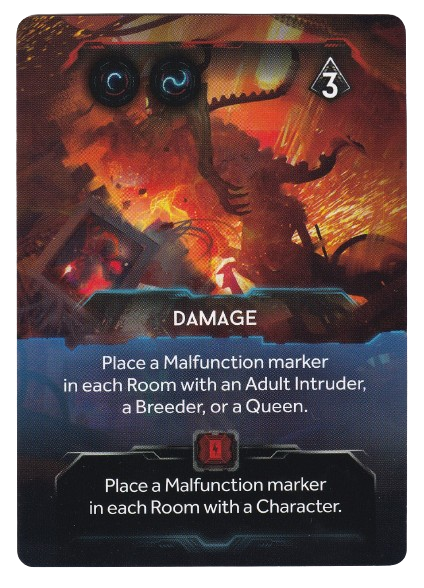 3
DAMAGE
Place a Malfunction marker
in each Room with an Adult Intruder,
a Breeder, or a Queen.
Place a Malfunction marker
in each Room with a Character.